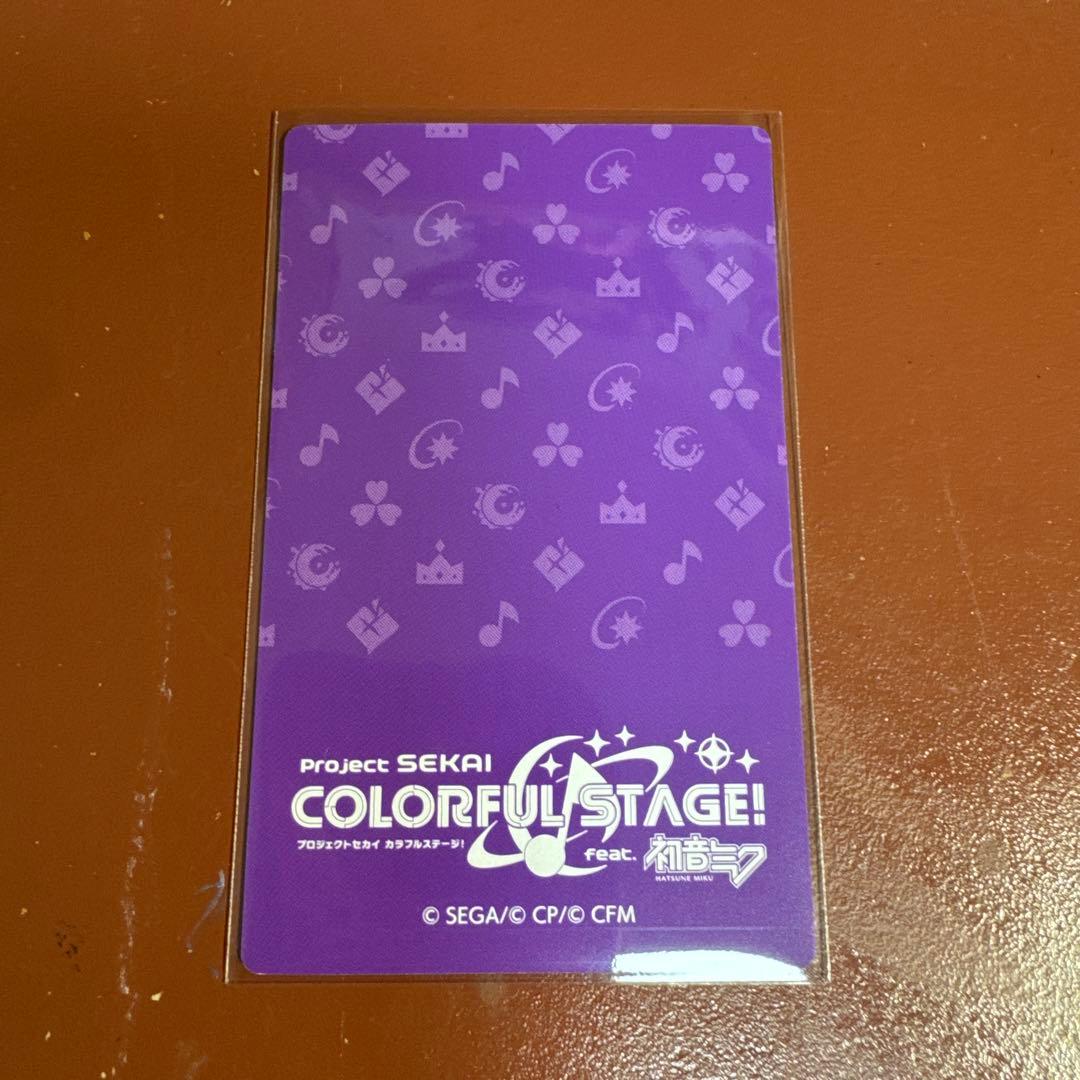 Project SEKAI
COLORFUL STAGE!
プロジェクトセカイ カラフルステージ!
feat. 初音ミク
HATSUNE MIKU
© SEGA/© CP/© CFM